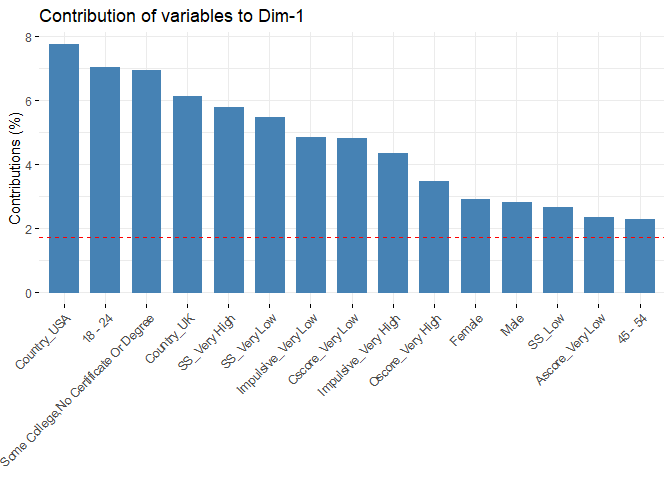 Contribution of variables to Dim-1
Contributions (%)
8
6
4
2
0
Country_USA
18 - 24
Some College,No Certificate Or Degree
Country_UK
SS_Very High
SS_Very Low
Impulsive_Very Low
Cscore_Very Low
Impulsive_Very High
Oscore_Very High
Female
Male
SS_Low
Ascore_Very Low
45 - 54